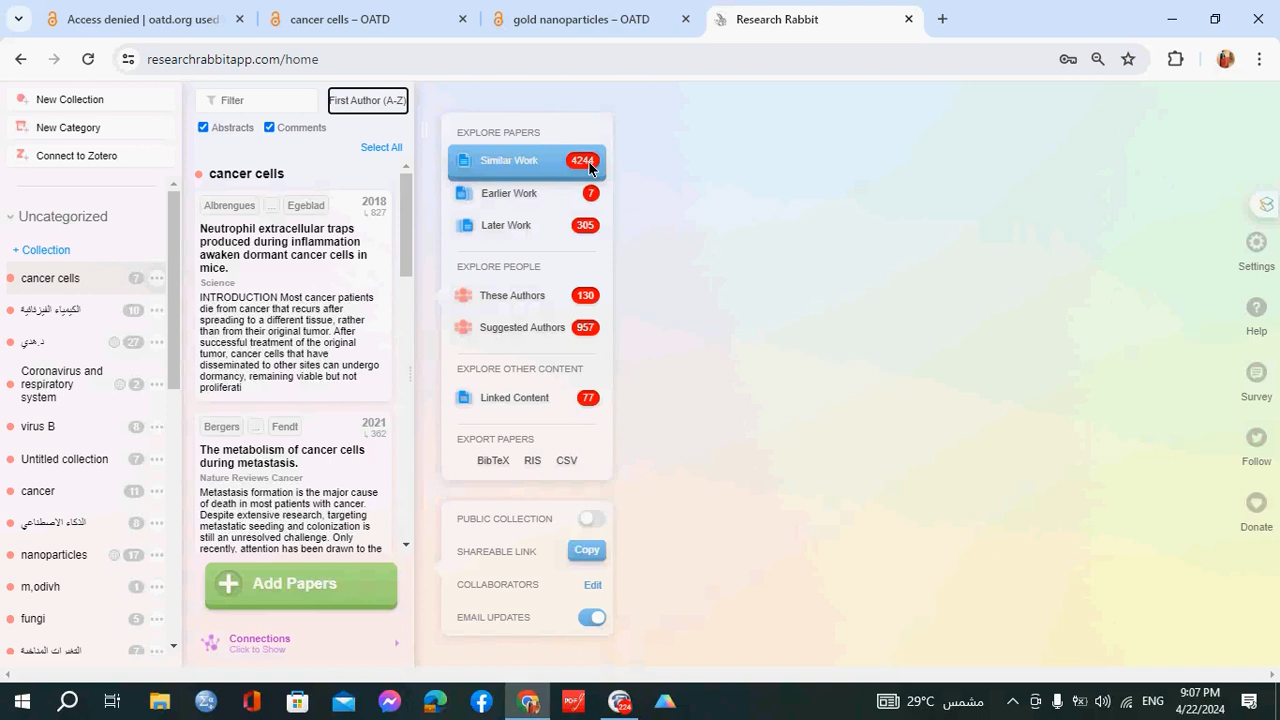 Access denied | oatd.org used
cancer cells – OATD
gold nanoparticles – OATD
Research Rabbit
researchrabbitapp.com/home
New Collection
New Category
Connect to Zotero
Uncategorized
+ Collection
cancer cells 7
الكيمياء الفيزيائية 10
د.هدي 27
Coronavirus and
respiratory 2
system
virus B 8
Untitled collection 9
cancer 11
الذكاء الاصطناعي 8
nanoparticles 17
m,odivh 1
fungi 5
التغيرات المناخية 7
Filter
First Author (A-Z)
Abstracts
Comments
Select All
cancer cells
Albrengues ... Egeblad 2018
827
Neutrophil extracellular traps
produced during inflammation
awaken dormant cancer cells in
mice.
Science
INTRODUCTION Most cancer patients
die from cancer that recurs after
spreading to a different tissue, rather
than from their original tumor. After
successful treatment of the original
tumor, cancer cells that have
disseminated to other sites can undergo
dormancy, remaining viable but not
proliferati
Bergers ... Fendt 2021
362
The metabolism of cancer cells
during metastasis.
Nature Reviews Cancer
Metastasis formation is the major cause
of death in most patients with cancer.
Despite extensive research, targeting
metastatic seeding and colonization is
still an unresolved challenge. Only
recently, attention has been drawn to the
Add Papers
Connections
Click to Show
EXPLORE PAPERS
Similar Work 4244
Earlier Work 7
Later Work 305
EXPLORE PEOPLE
These Authors 130
Suggested Authors 957
EXPLORE OTHER CONTENT
Linked Content 77
EXPORT PAPERS
BibTeX RIS CSV
PUBLIC COLLECTION
SHAREABLE LINK Copy
COLLABORATORS Edit
EMAIL UPDATES
Settings
Help
Survey
Follow
Donate
224
29°C مشمس
ENG
9:07 PM
4/22/2024